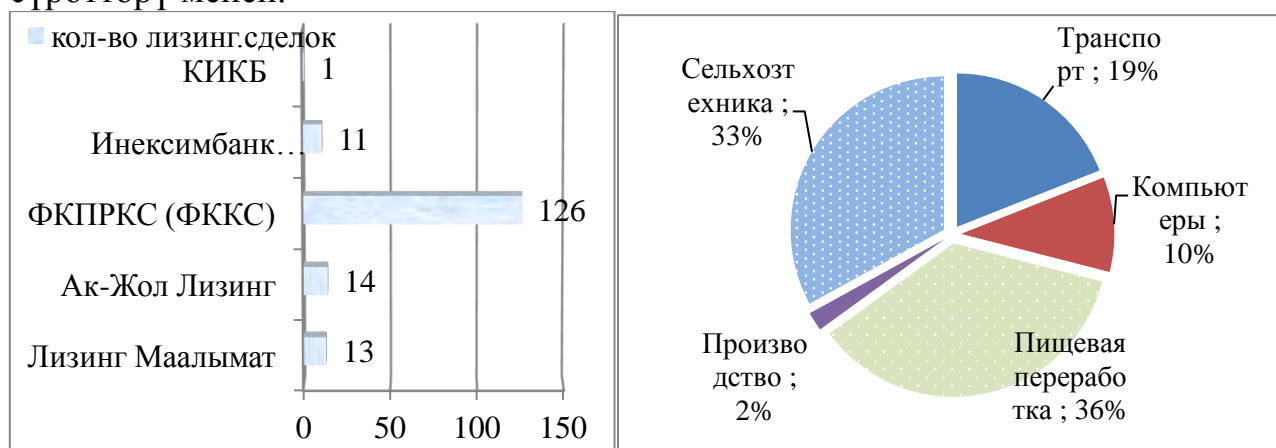 кол-во лизинг.сделок
КИКБ 1
Инексимбанк… 11
ФКПРКС (ФККС) 126
Ак-Жол Лизинг 14
Лизинг Маалымат 13
0 50 100 150
Транспо
рт ; 19%
Компьют
еры ;
10%
Пищевая
перерабо
тка ; 36%
Произво
дство ;
2%
Сельхозт
ехника ;
33%